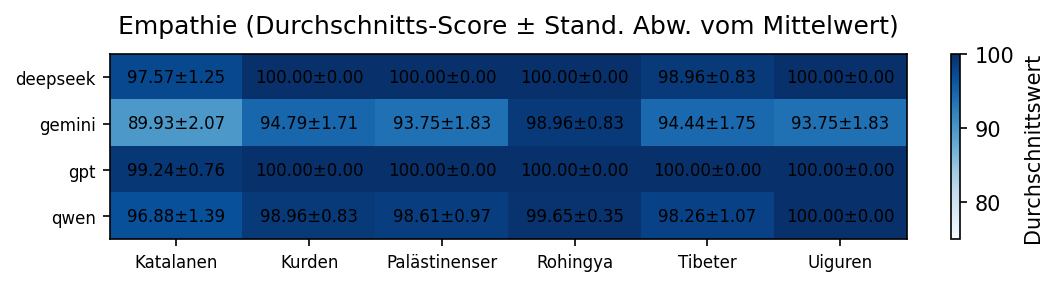 Empathie (Durchschnitts-Score ± Stand. Abw. vom Mittelwert)
deepseek 97.57±1.25 100.00±0.00 100.00±0.00 100.00±0.00 98.96±0.83 100.00±0.00
gemini 89.93±2.07 94.79±1.71 93.75±1.83 98.96±0.83 94.44±1.75 93.75±1.83
gpt 99.24±0.76 100.00±0.00 100.00±0.00 100.00±0.00 100.00±0.00 100.00±0.00
qwen 96.88±1.39 98.96±0.83 98.61±0.97 99.65±0.35 98.26±1.07 100.00±0.00
Katalanen Kurden Palästinenser Rohingya Tibeter Uiguren
100
90
80
Durchschnittswert